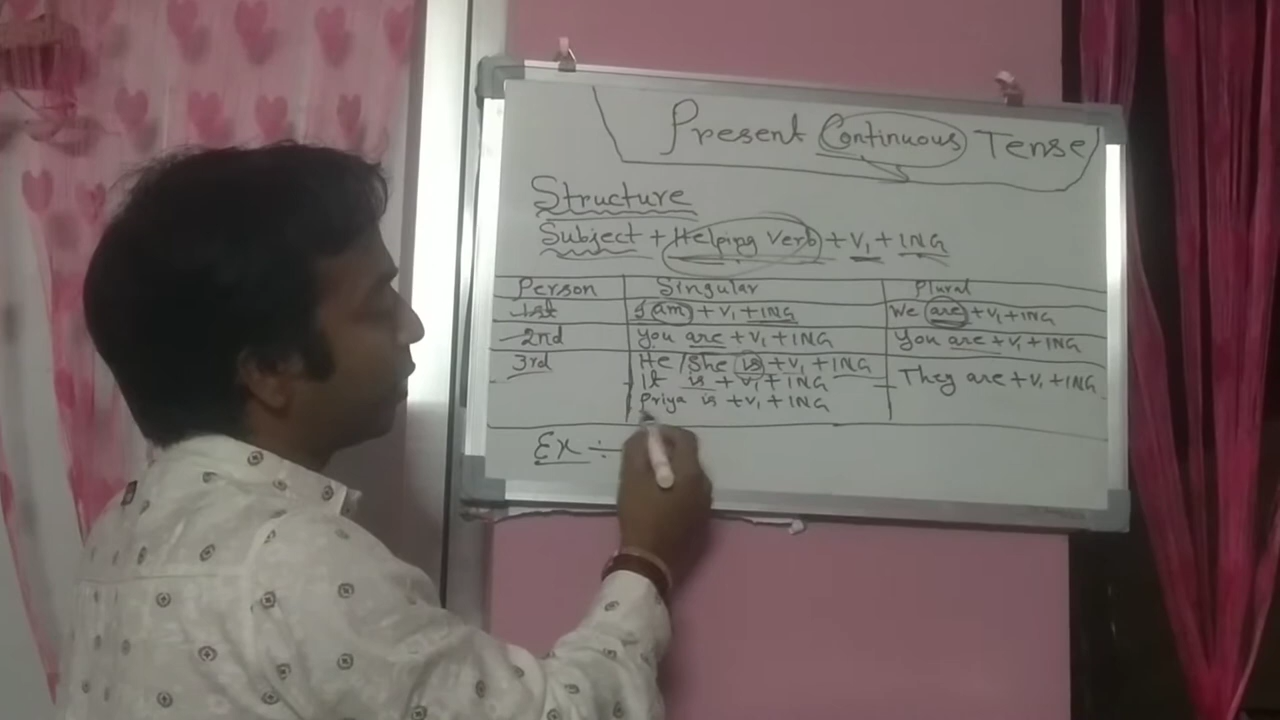 Present Continuous Tense
Structure
Subject + Helping verb + V1 + ING
Person Singular Plural
1st I am + V1 + ING We are + V1 + ING
2nd You are + V1 + ING You are + V1 + ING
3rd He/She is + V1 + ING They are + V1 + ING
It is + V1 + ING
Priya is + V1 + ING
Ex ÷